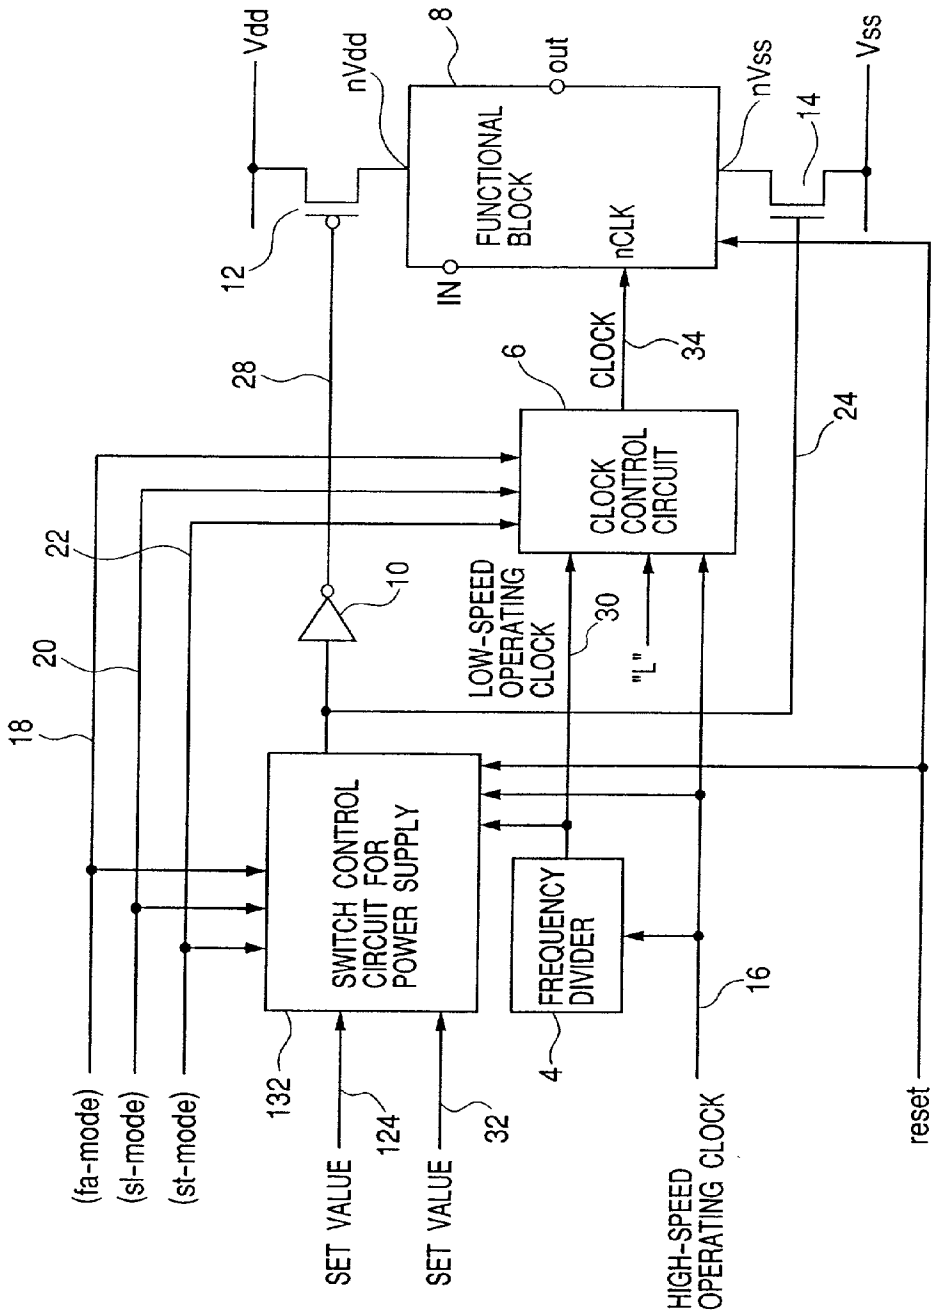 (fa-mode)
(sl-mode)
(st-mode)
18
20
22
Vdd
12
28
nVdd
8
FUNCTIONAL
BLOCK
IN
out
nCLK
nVss
14
Vss
10
132
SWITCH CONTROL
CIRCUIT FOR
POWER SUPPLY
SET VALUE
124
SET VALUE
32
LOW-SPEED
OPERATING
CLOCK
30
"L"
6
CLOCK
CONTROL
CIRCUIT
CLOCK
34
24
4
FREQUENCY
DIVIDER
HIGH-SPEED
OPERATING CLOCK
16
reset